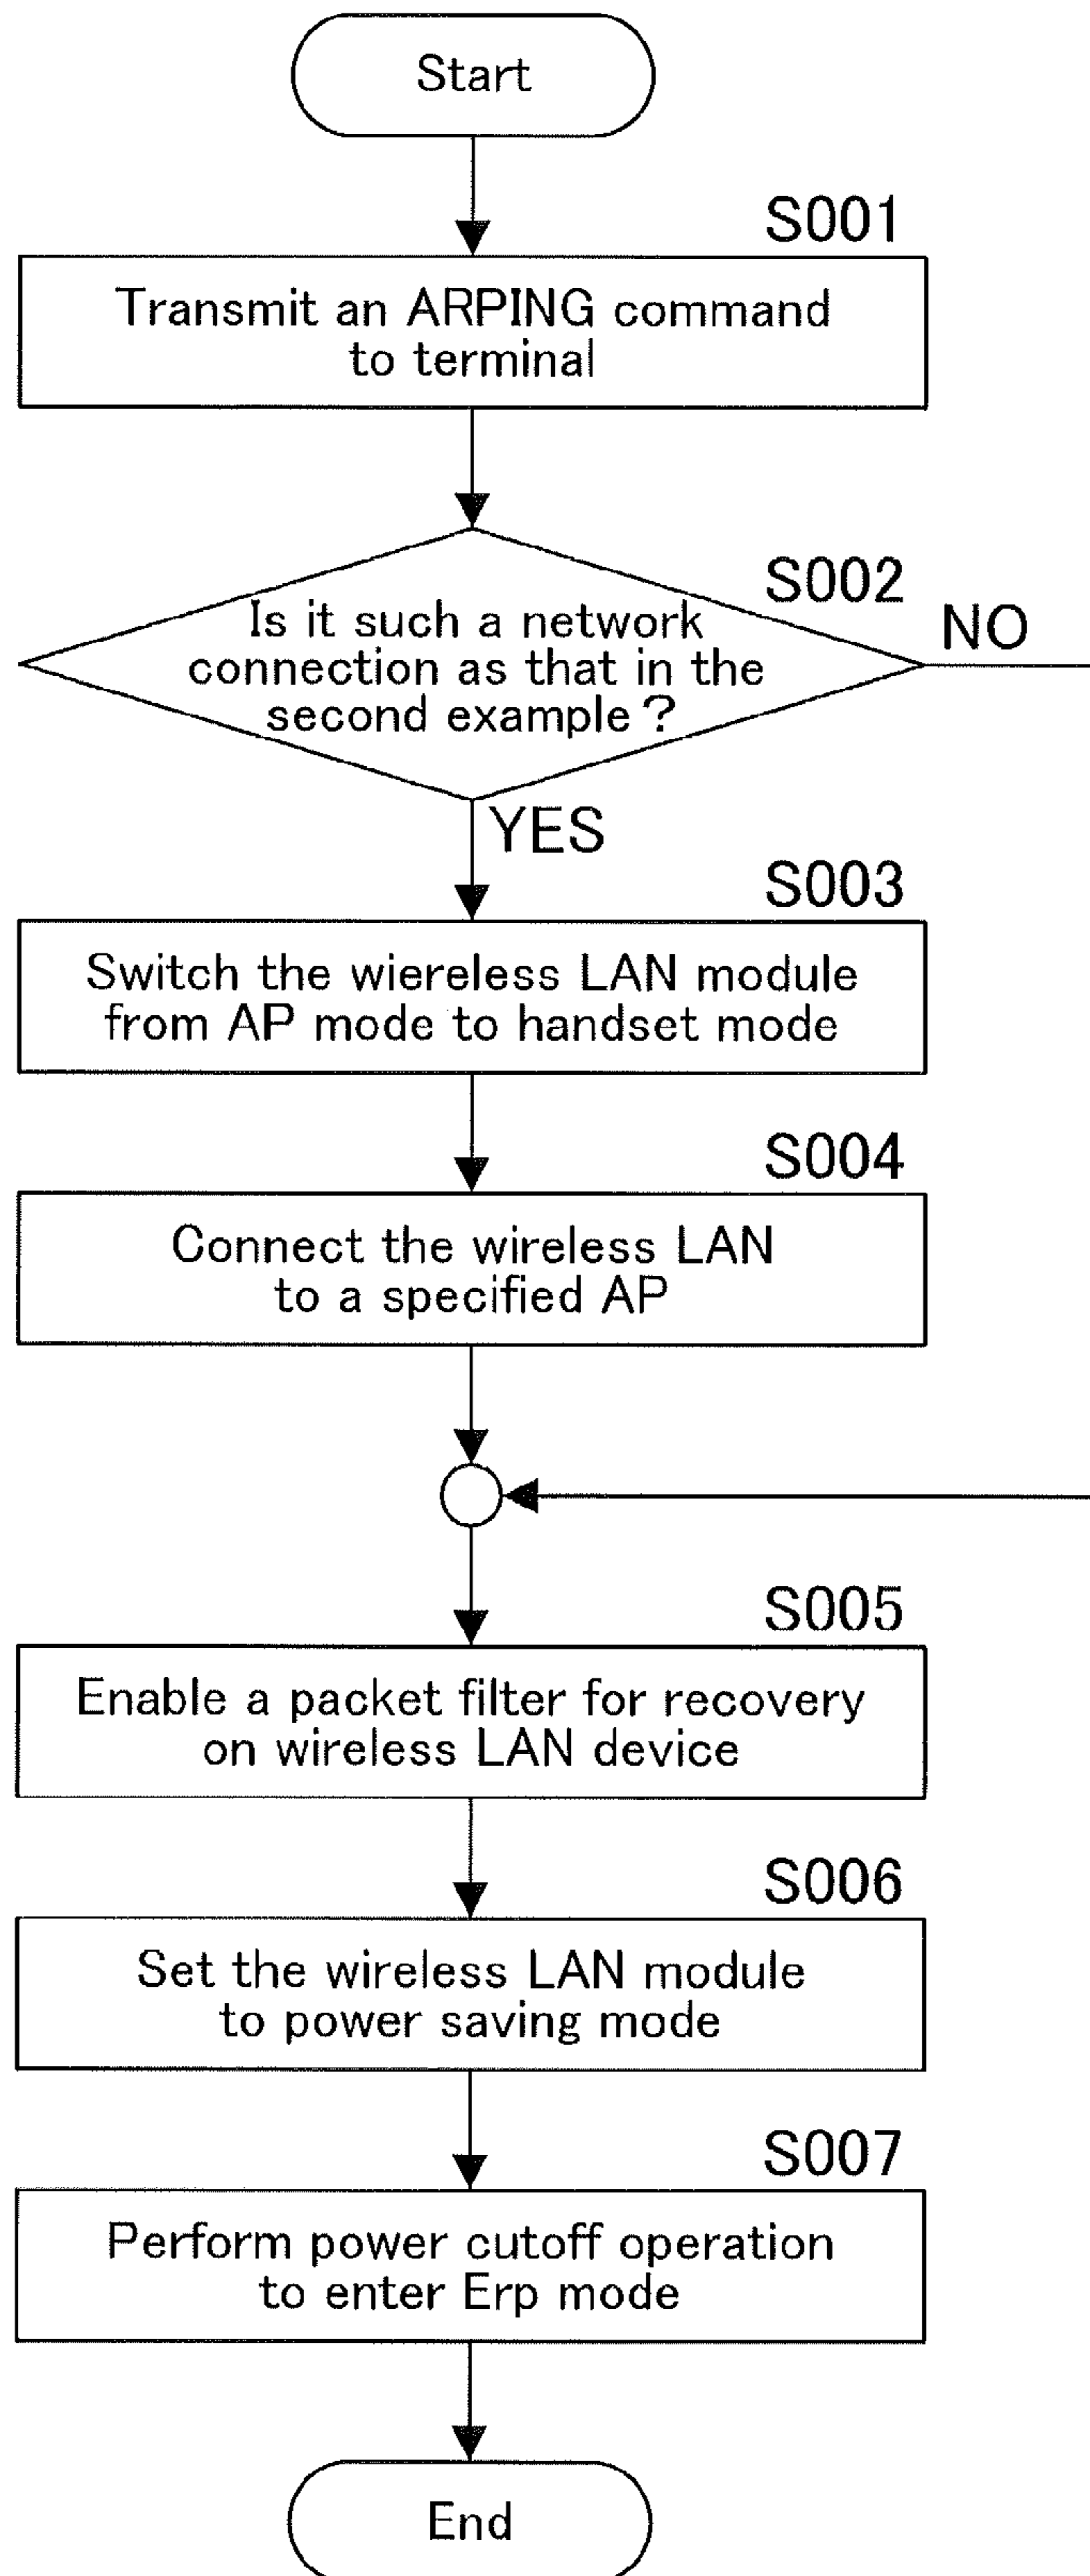 Start
S001
Transmit an ARPING command
to terminal
S002
Is it such a network
connection as that in the
second example ?
NO
YES
S003
Switch the wiereless LAN module
from AP mode to handset mode
S004
Connect the wireless LAN
to a specified AP
S005
Enable a packet filter for recovery
on wireless LAN device
S006
Set the wireless LAN module
to power saving mode
S007
Perform power cutoff operation
to enter Erp mode
End